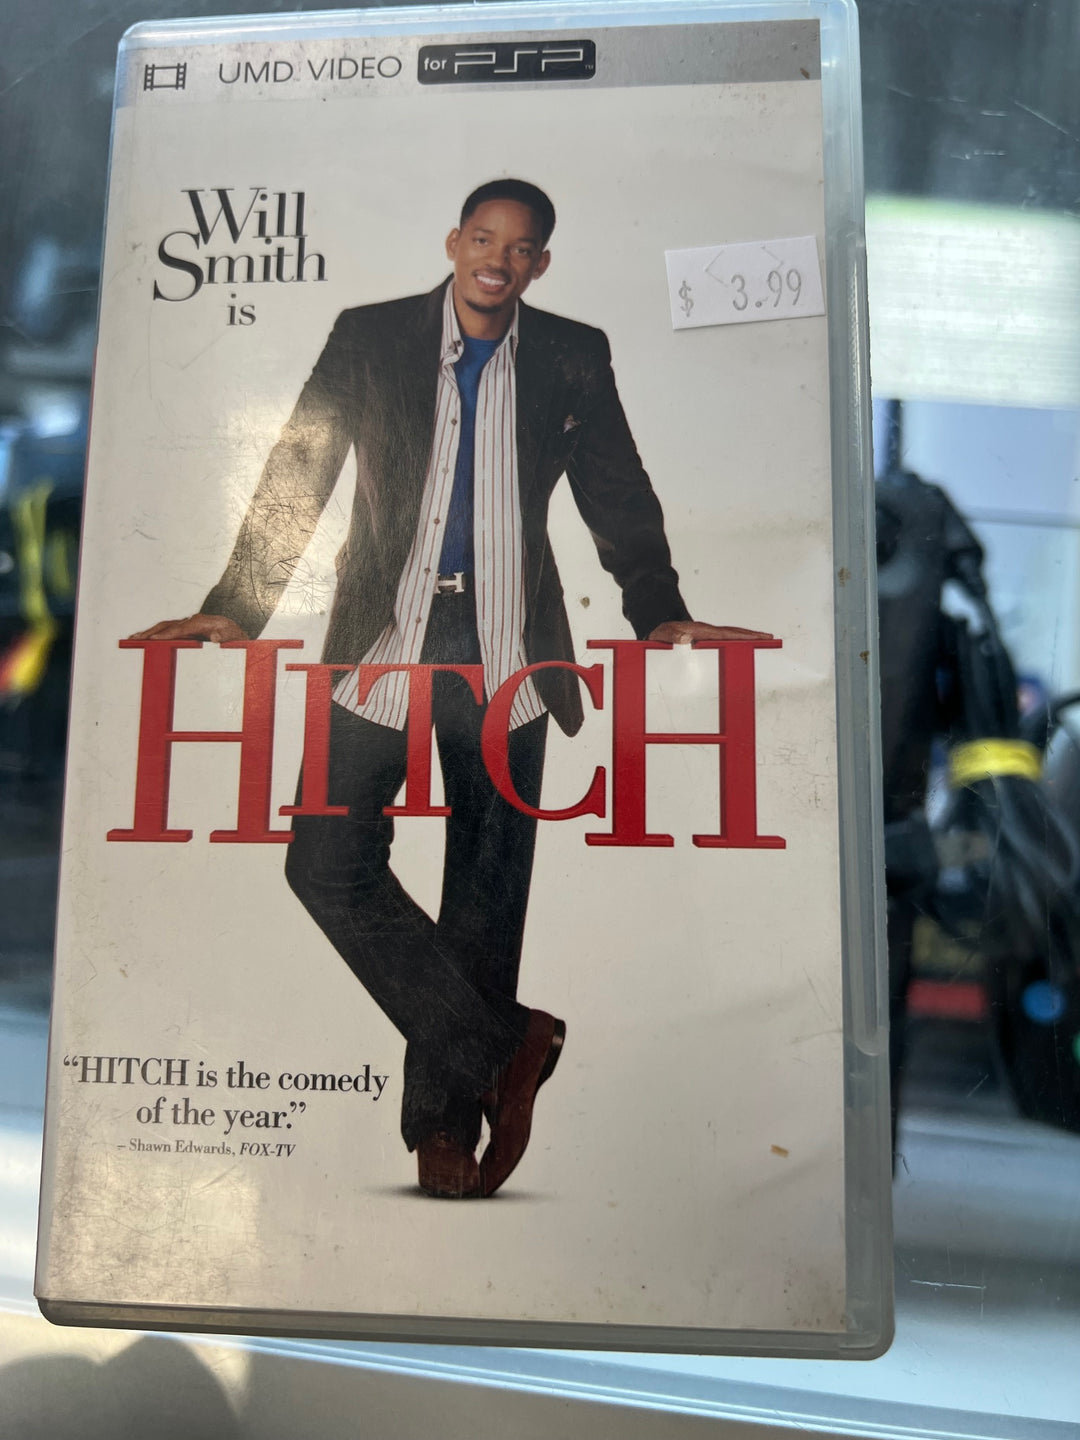 UMD VIDEO for PSP™
Will
Smith
is
$ 3.99
H
HITCH
“HITCH is the comedy
of the year.”
– Shawn Edwards, FOX-TV